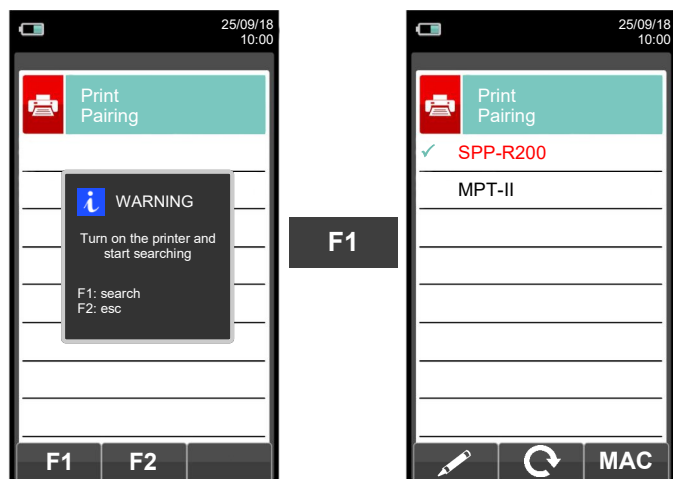 25/09/18
10:00
Print
Pairing
WARNING
Turn on the printer and
start searching
F1: search
F2: esc
F1
F2
F1
25/09/18
10:00
Print
Pairing
SPP-R200
MPT-II
MAC